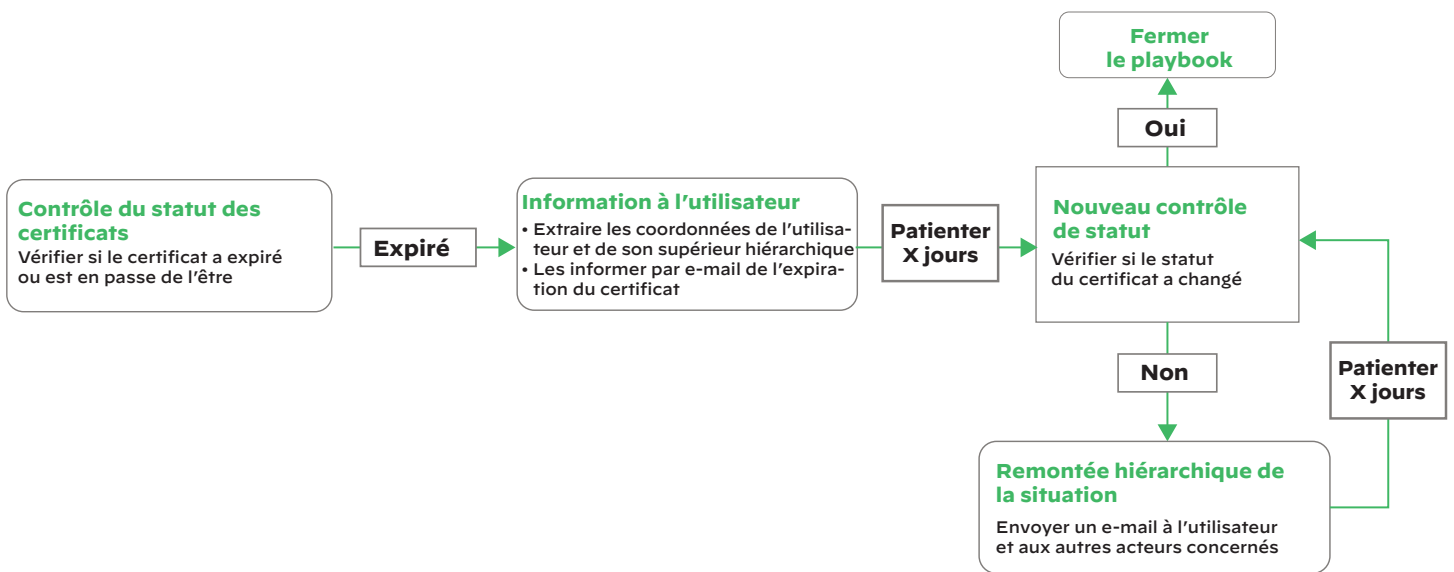 Fermer
le playbook
Oui
Contrôle du statut des
certificats
Vérifier si le certificat a expiré
ou est en passe de l’être
Expiré
Information à l’utilisateur
• Extraire les coordonnées de l’utilisa-
teur et de son supérieur hiérarchique
• Les informer par e-mail de l’expira-
tion du certificat
Patienter
X jours
Nouveau contrôle
de statut
Vérifier si le statut
du certificat a changé
Non
Patienter
X jours
Remontée hiérarchique de
la situation
Envoyer un e-mail à l’utilisateur
et aux autres acteurs concernés